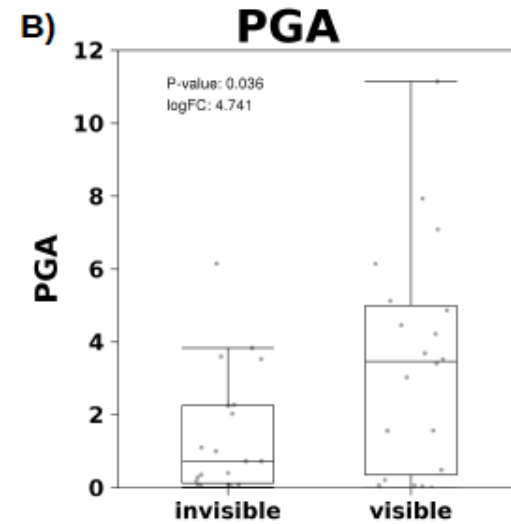 B)
PGA
P-value: 0.036
logFC: 4.741
PGA
12
10
8
6
4
2
0
invisible
visible